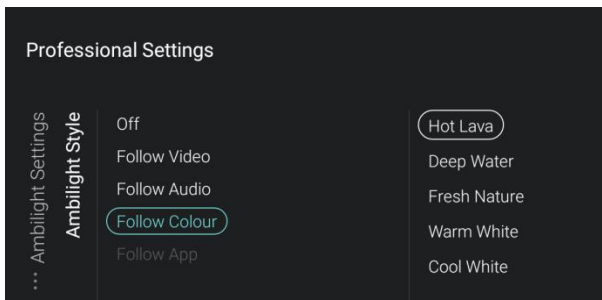 Professional Settings
... Ambilight Settings
Ambilight Style
Off
Follow Video
Follow Audio
Follow Colour
Follow App
Hot Lava
Deep Water
Fresh Nature
Warm White
Cool White